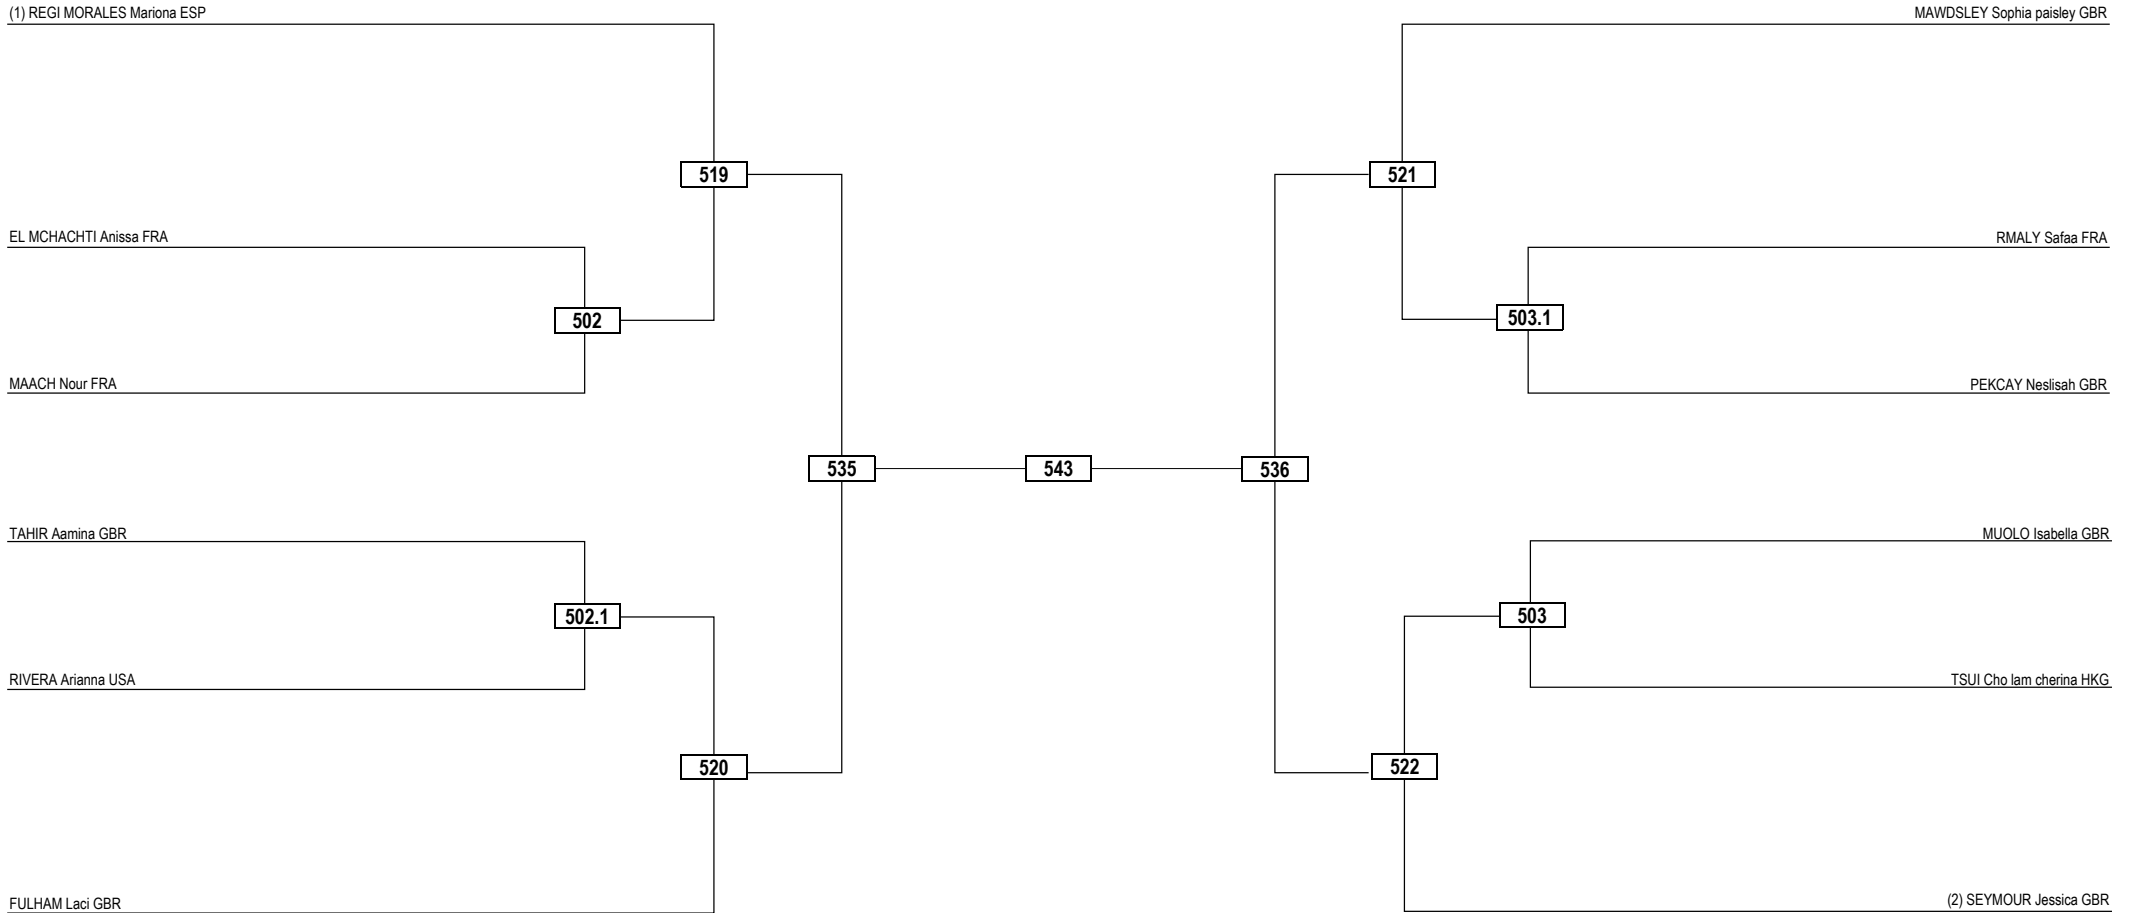 (1) REGI MORALES Mariona ESP
MAWDSLEY Sophia paisley GBR
519
521
EL MCHACHTI Anissa FRA
RMALY Safaa FRA
502
503.1
MAACH Nour FRA
PEKCAY Neslisah GBR
535
543
536
TAHIR Aamina GBR
MUOLO Isabella GBR
502.1
503
RIVERA Arianna USA
TSUI Cho lam cherina HKG
520
522
FULHAM Laci GBR
(2) SEYMOUR Jessica GBR